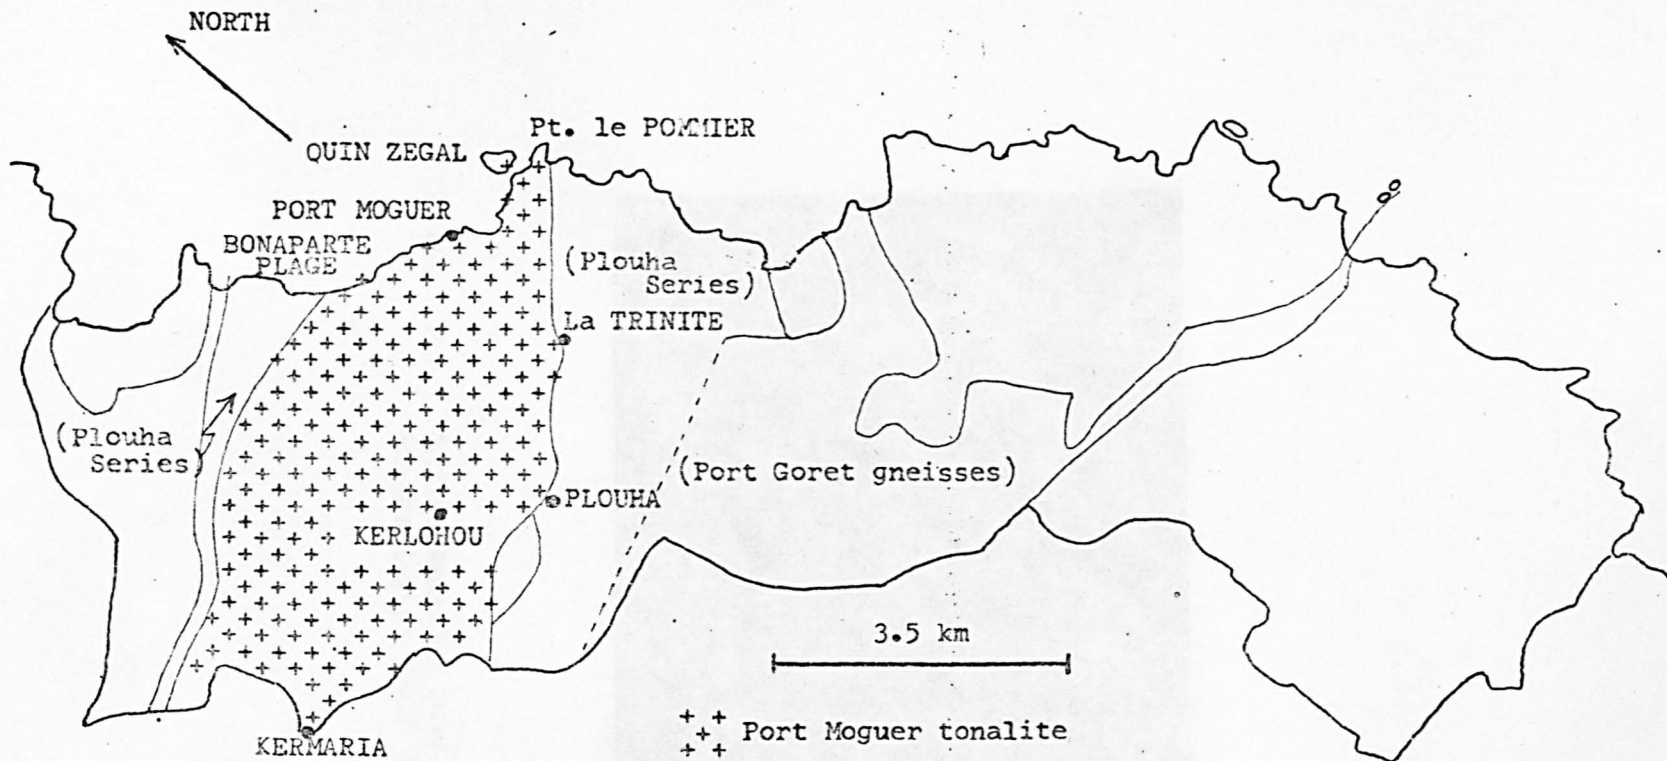 NORTH
Pt. le POMMIER
QUIN ZEGAL
PORT MOGUER
BONAPARTE
PLAGE
(Plouha
Series)
La TRINITE
(Plouha
Series)
(Port Goret gneisses)
PLOUHA
KERLOHOU
3.5 km
Port Moguer tonalite
KERMARIA